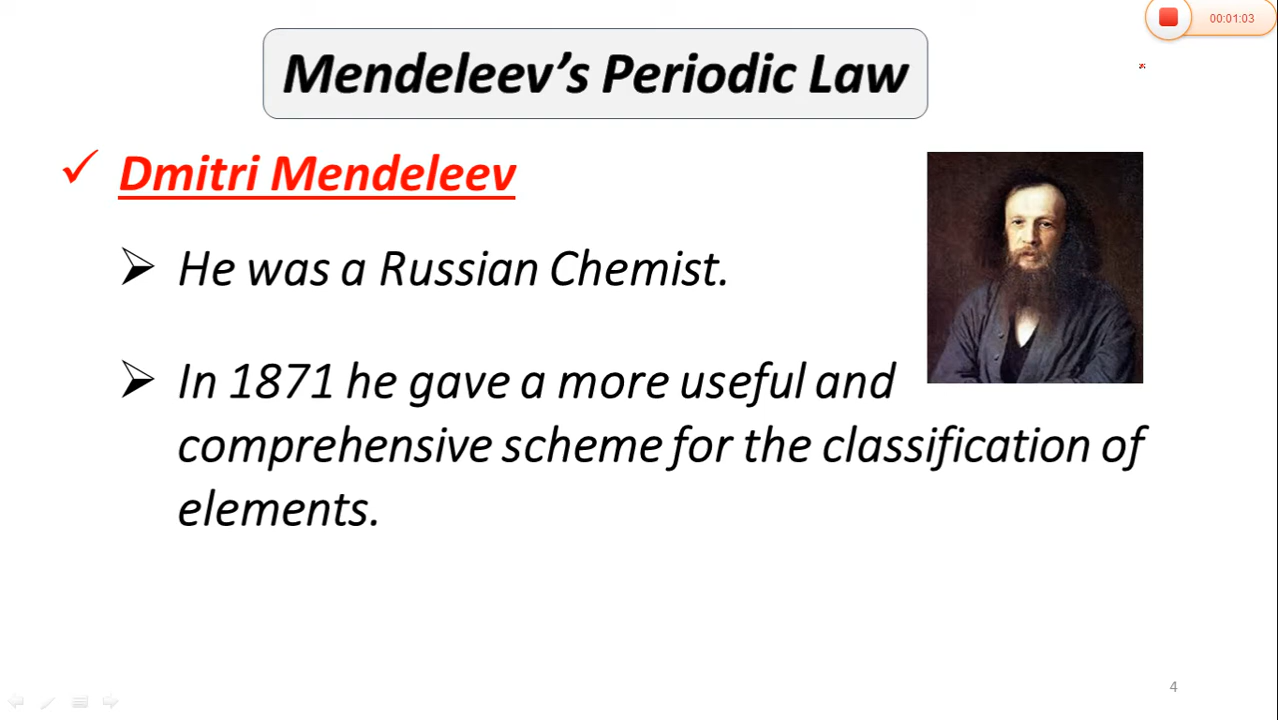 00:01:03
Mendeleev’s Periodic Law
✓ Dmitri Mendeleev
➢ He was a Russian Chemist.
➢ In 1871 he gave a more useful and
comprehensive scheme for the classification of
elements.
4